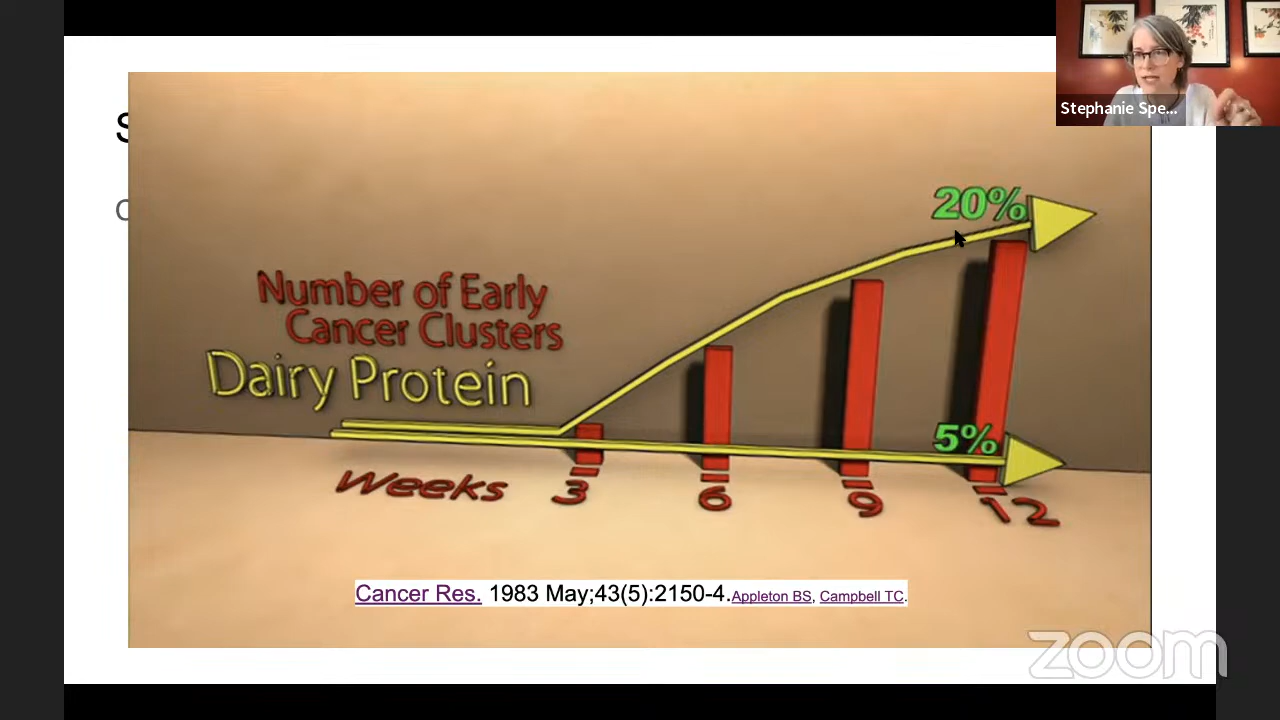 Stephanie Spe...
S
20%
Number of Early
Cancer Clusters
Dairy Protein
5%
Weeks 3 6 9 12
Cancer Res. 1983 May;43(5):2150-4.Appleton BS, Campbell TC.
zoom